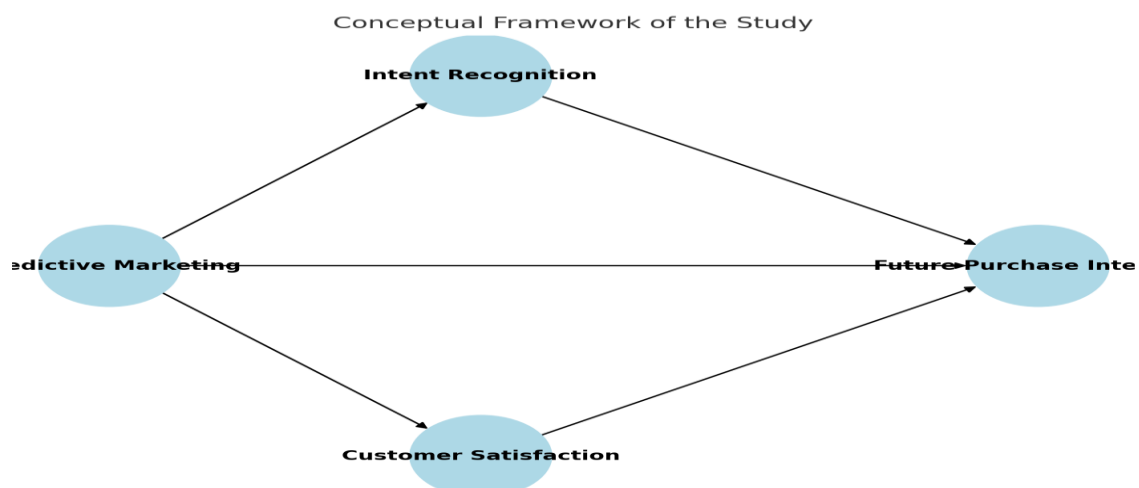 Conceptual Framework of the Study
Intent Recognition
edictive Marketing
Future Purchase Inte
Customer Satisfaction